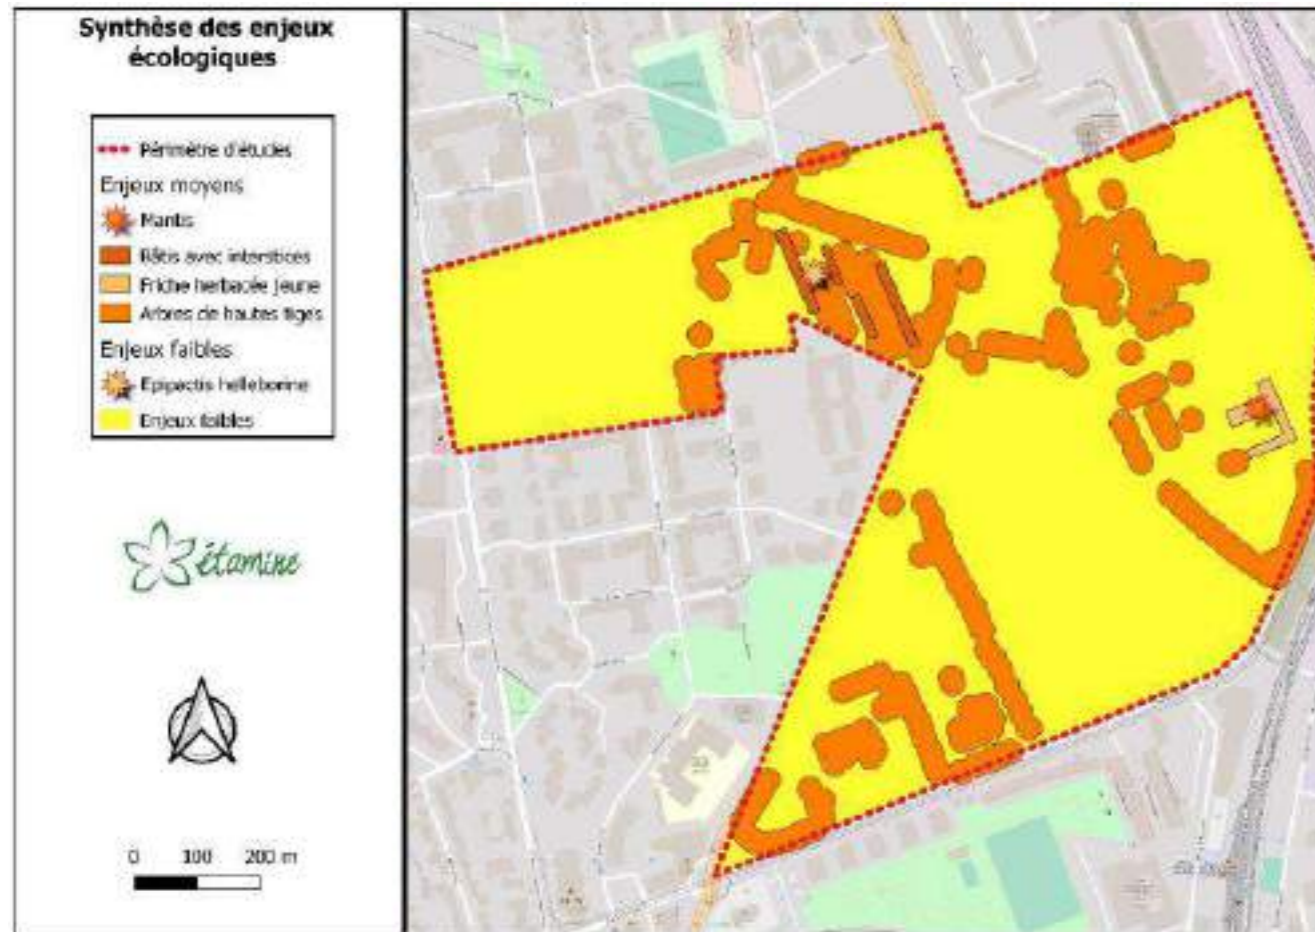 Synthèse des enjeux
écologiques
Périmètre d'études
Enjeux moyens
Mantis
Bâtis avec interstices
Friche herbacée jeune
Arbres de hautes tiges
Enjeux faibles
Epipactis helleborine
Enjeux faibles
étamine
0 100 200 m